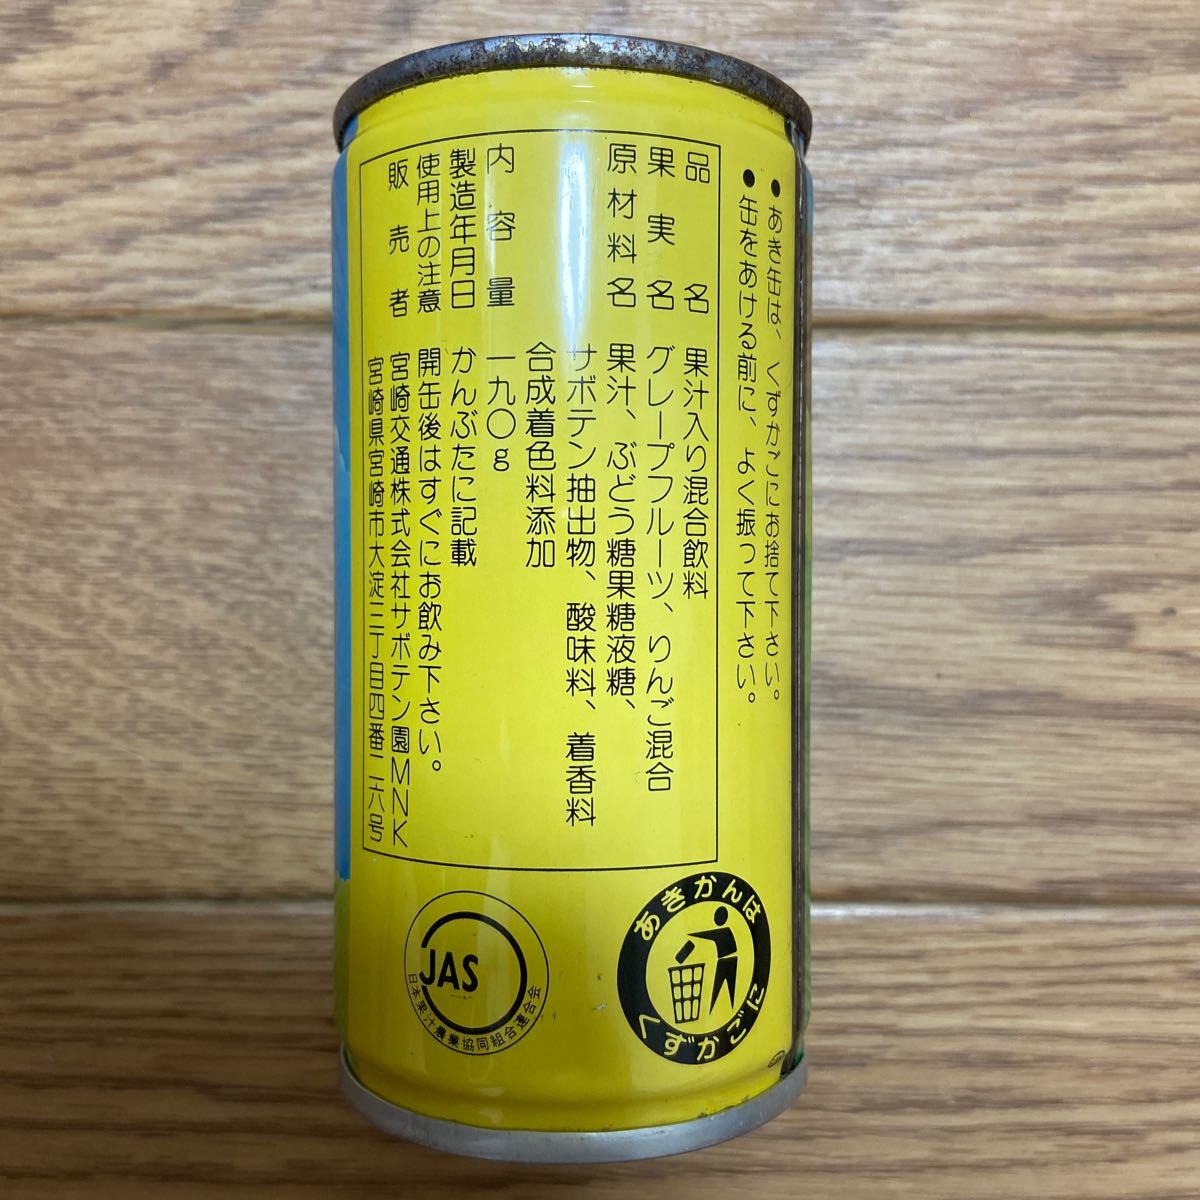 ●あき缶は、くずかごにお捨て下さい。
●缶をあける前に、よく振って下さい。
品名 果汁入り混合飲料
果実名 グレープフルーツ、りんご混合
原材料名 果汁、ぶどう糖果糖液糖、
サボテン抽出物、酸味料、着香料
合成着色料添加
内容量 一九〇g
製造年月日 かんぶたに記載
使用上の注意 開缶後はすぐにお飲み下さい。
販売者 宮崎交通株式会社サボテン園MNK
宮崎県宮崎市大淀三丁目四番二六号
あきかんは
くずかごに
JAS
日本果汁農業協同組合連合会